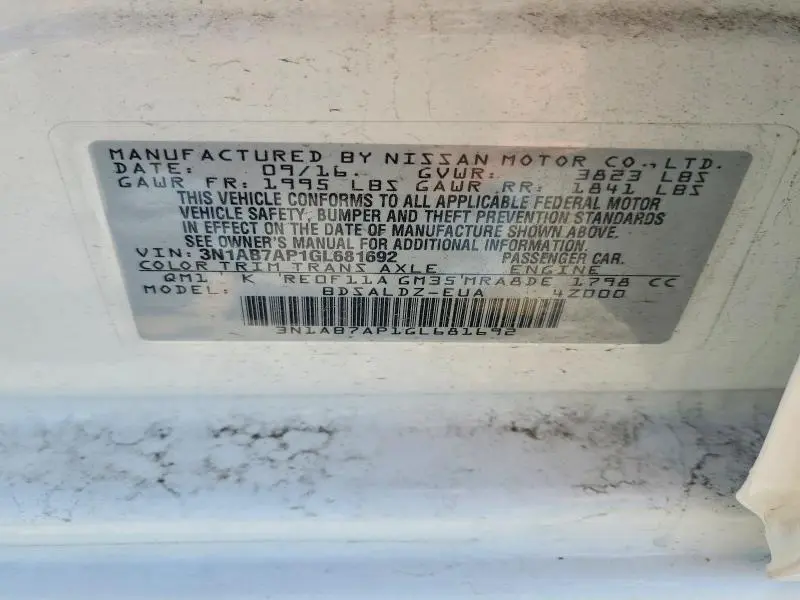 MANUFACTURED BY NISSAN MOTOR CO., LTD.
DATE: 09/16. GVWR: 3823 LBS
GAWR FR: 1995 LBS GAWR RR: 1841 LBS
THIS VEHICLE CONFORMS TO ALL APPLICABLE FEDERAL MOTOR
VEHICLE SAFETY, BUMPER AND THEFT PREVENTION STANDARDS
IN EFFECT ON THE DATE OF MANUFACTURE SHOWN ABOVE.
SEE OWNER'S MANUAL FOR ADDITIONAL INFORMATION.
VIN: 3N1AB7AP1GL681692 PASSENGER CAR.
COLOR TRIM TRANS AXLE ENGINE
QM1 K RE0F11A GM35 MRA8DE 1798 CC
MODEL: BDSALDZ-EUA 4Z000
3N1AB7AP1GL681692